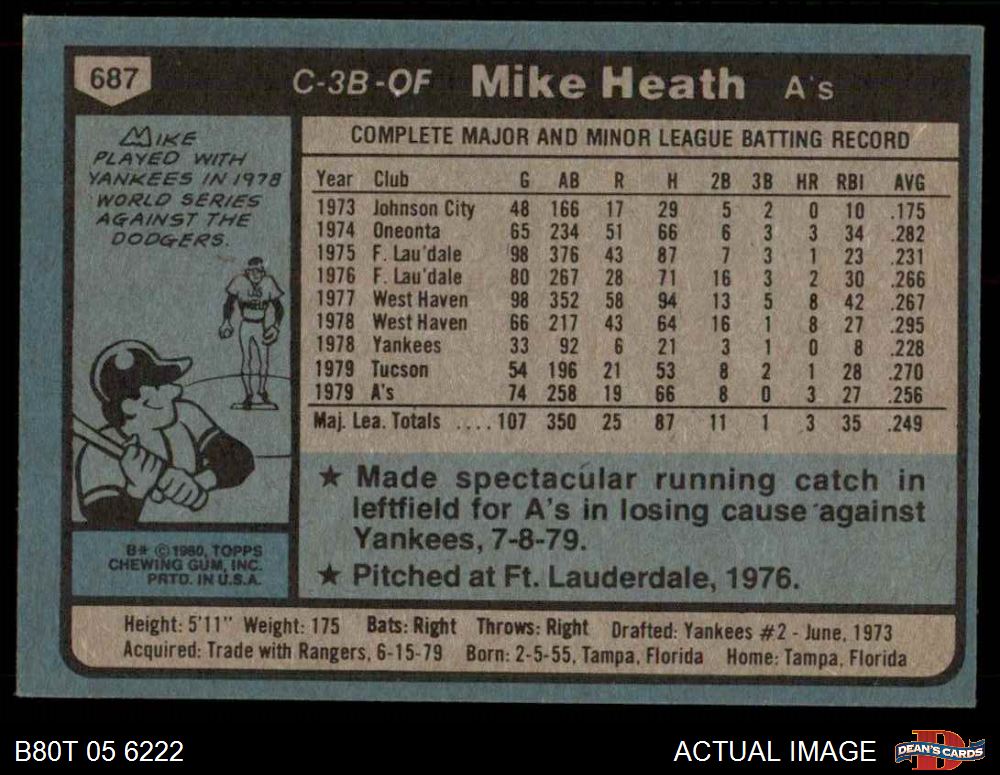 687 C-3B-OF Mike Heath A's
MIKE
PLAYED WITH
YANKEES IN 1978
WORLD SERIES
AGAINST THE
DODGERS.
COMPLETE MAJOR AND MINOR LEAGUE BATTING RECORD
Year Club G AB R H 2B 3B HR RBI AVG
1973 Johnson City 48 166 17 29 5 2 0 10 .175
1974 Oneonta 65 234 51 66 6 3 3 34 .282
1975 F. Lau'dale 98 376 43 87 7 3 1 23 .231
1976 F. Lau'dale 80 267 28 71 16 3 2 30 .266
1977 West Haven 98 352 58 94 13 5 8 42 .267
1978 West Haven 66 217 43 64 16 1 8 27 .295
1978 Yankees 33 92 6 21 3 1 0 8 .228
1979 Tucson 54 196 21 53 8 2 1 28 .270
1979 A's 74 258 19 66 8 0 3 27 .256
Maj. Lea. Totals .... 107 350 25 87 11 1 3 35 .249
★ Made spectacular running catch in
leftfield for A's in losing cause against
Yankees, 7-8-79.
★ Pitched at Ft. Lauderdale, 1976.
B* © 1980, TOPPS
CHEWING GUM, INC.
PRTD. IN U.S.A.
Height: 5'11" Weight: 175 Bats: Right Throws: Right Drafted: Yankees #2 - June, 1973
Acquired: Trade with Rangers, 6-15-79 Born: 2-5-55, Tampa, Florida Home: Tampa, Florida
B80T 05 6222
ACTUAL IMAGE
DEAN'S CARDS